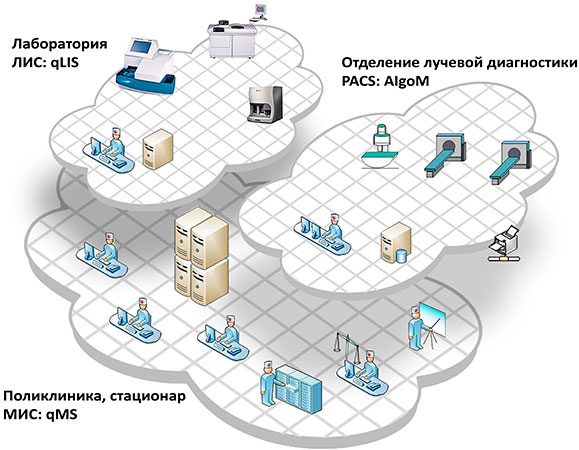 Лаборатория
ЛИС: qLIS
Отделение лучевой диагностики
PACS: AlgoM
Поликлиника, стационар
МИС: qMS